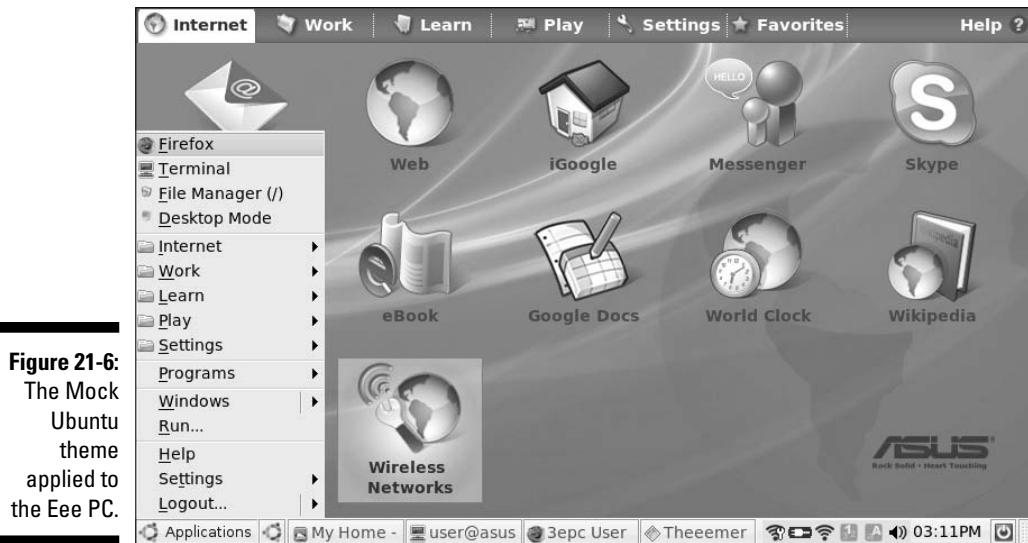 Internet Work Learn Play Settings Favorites Help ?
@
HELLO
S
Web iGoogle Messenger Skype
Firefox
Terminal
File Manager (/)
Desktop Mode
Internet
Work
Learn
Play
Settings
Programs
Windows
Run...
Help
Settings
Logout...
eBook Google Docs World Clock Wikipedia
Wireless
Networks
ASUS
Rock Solid • Heart Touching
Applications My Home - user@asus 3epc User Theeemer 1 A 03:11PM
Figure 21-6:
The Mock
Ubuntu
theme
applied to
the Eee PC.